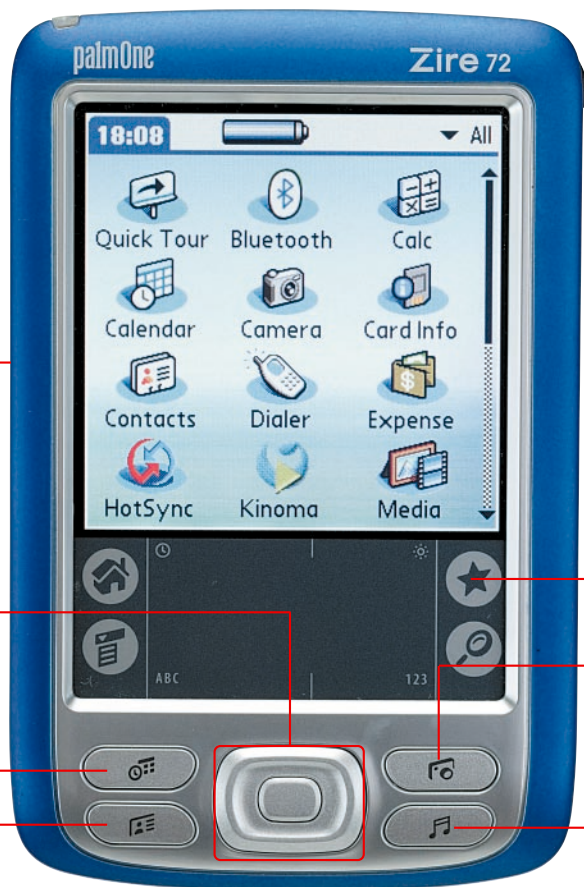 palmOne Zire 72
18:08 All
Quick Tour Bluetooth Calc
Calendar Camera Card Info
Contacts Dialer Expense
HotSync Kinoma Media
ABC 123